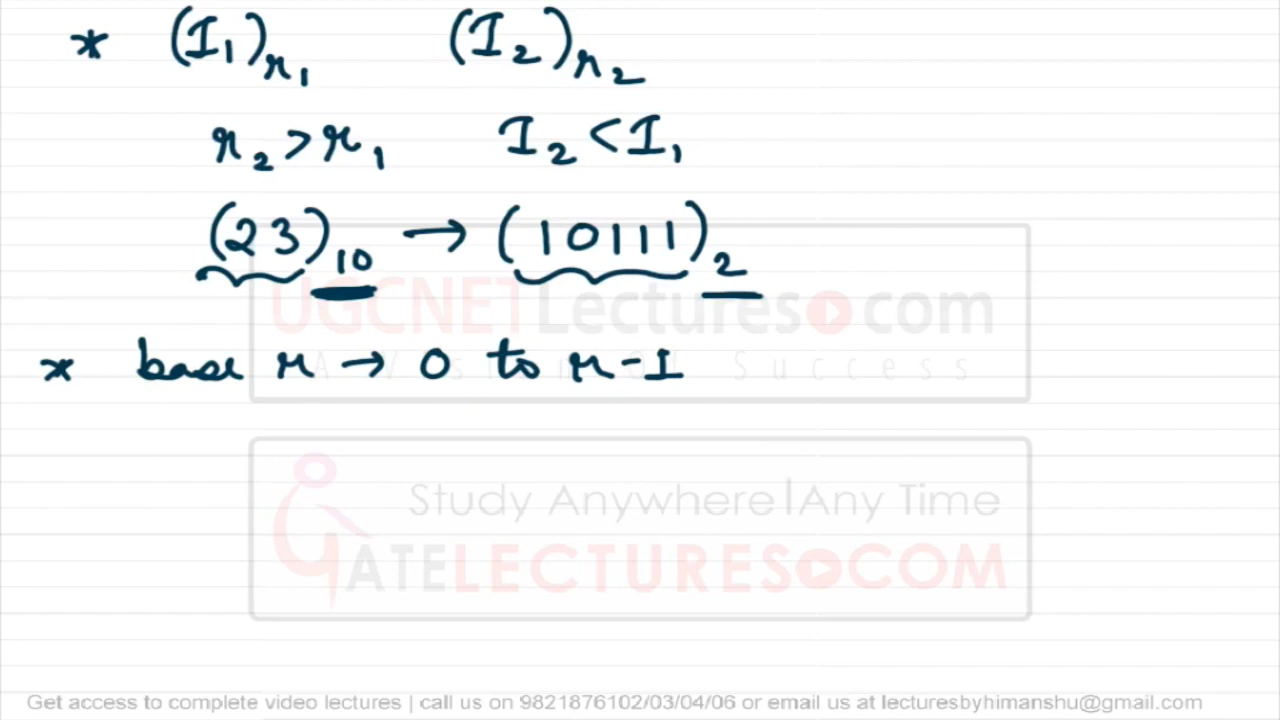 * (I₁)r₁ (I₂)r₂
r₂ > r₁ I₂ < I₁
(23)₁₀ → (10111)₂
UGCNETLectures.com
A Vision Of Success
* base r → 0 to r-1
Study Anywhere|Any Time
GATELECTURES.COM
Get access to complete video lectures | call us on 9821876102/03/04/06 or email us at lecturesbyhimanshu@gmail.com